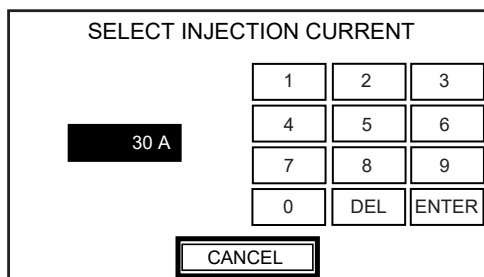 SELECT INJECTION CURRENT
1 2 3
30 A
4 5 6
7 8 9
0 DEL ENTER
CANCEL